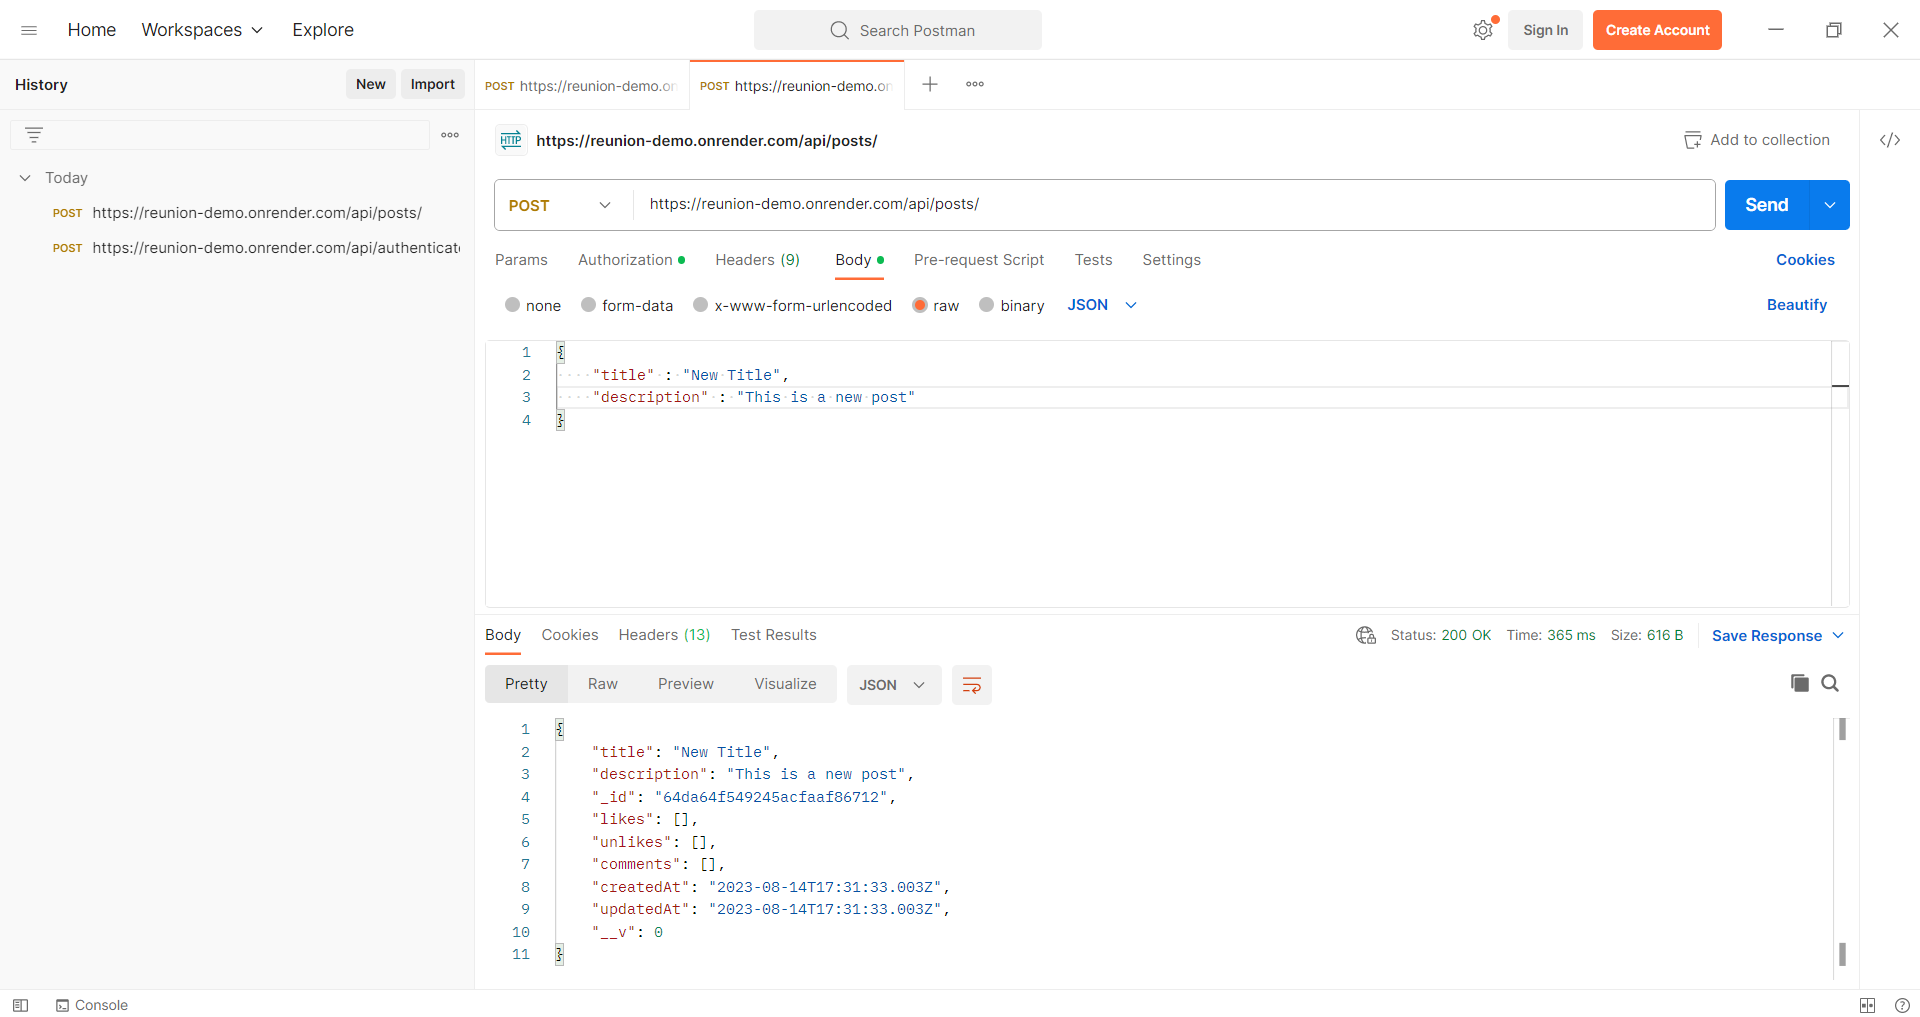 Home Workspaces Explore Search Postman Sign In Create Account
History New Import POST https://reunion-demo.on POST https://reunion-demo.on
HTTP https://reunion-demo.onrender.com/api/posts/ Add to collection </>
Today
POST https://reunion-demo.onrender.com/api/posts/
POST https://reunion-demo.onrender.com/api/authenticate
POST https://reunion-demo.onrender.com/api/posts/ Send
Params Authorization Headers (9) Body Pre-request Script Tests Settings Cookies
none form-data x-www-form-urlencoded raw binary JSON Beautify
1 {
2 "title" : "New Title",
3 "description" : "This is a new post"
4 }
Body Cookies Headers (13) Test Results Status: 200 OK Time: 365 ms Size: 616 B Save Response
Pretty Raw Preview Visualize JSON
1 {
2 "title": "New Title",
3 "description": "This is a new post",
4 "_id": "64da64f549245acfaaf86712",
5 "likes": [],
6 "unlikes": [],
7 "comments": [],
8 "createdAt": "2023-08-14T17:31:33.003Z",
9 "updatedAt": "2023-08-14T17:31:33.003Z",
10 "__v": 0
11 }
Console